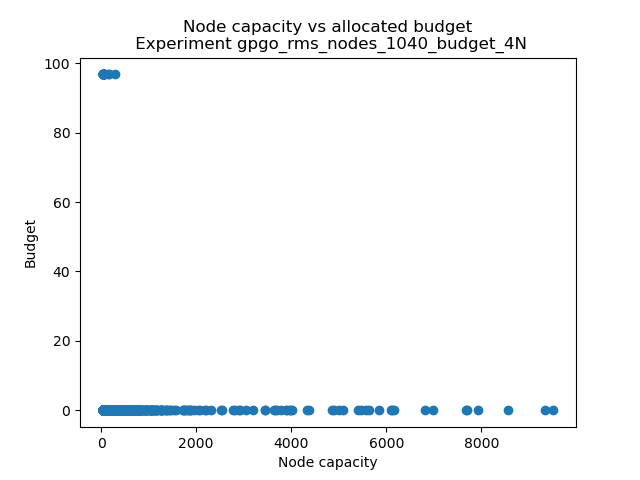 Node capacity vs allocated budget
Experiment gpgo_rms_nodes_1040_budget_4N
100
80
60
40
20
0
Budget
0 2000 4000 6000 8000
Node capacity